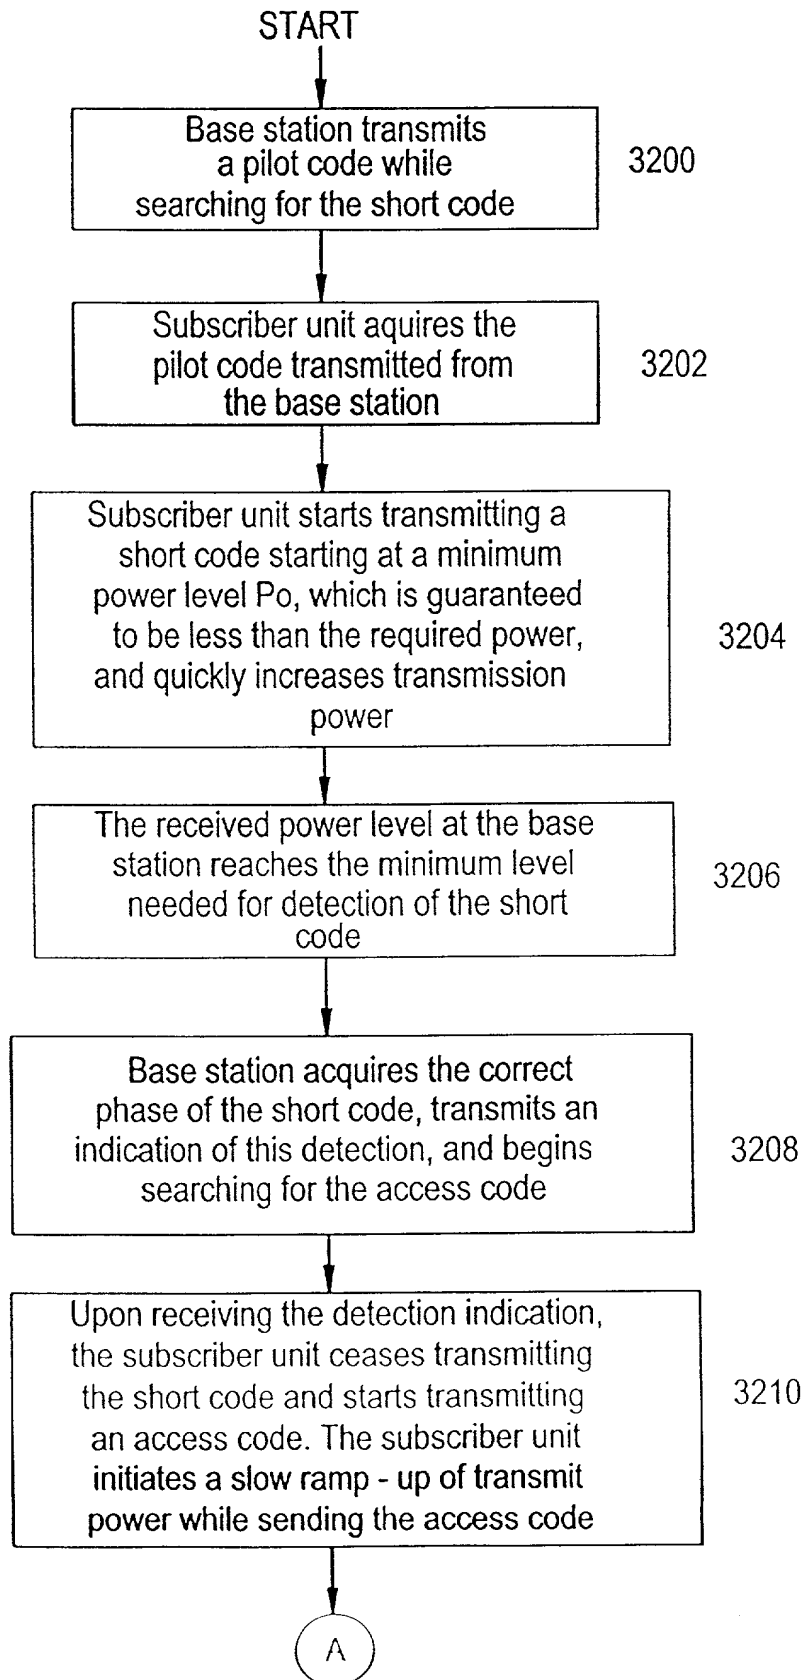 START
Base station transmits
a pilot code while
searching for the short code
3200
Subscriber unit aquires the
pilot code transmitted from
the base station
3202
Subscriber unit starts transmitting a
short code starting at a minimum
power level Po, which is guaranteed
to be less than the required power,
and quickly increases transmission
power
3204
The received power level at the base
station reaches the minimum level
needed for detection of the short
code
3206
Base station acquires the correct
phase of the short code, transmits an
indication of this detection, and begins
searching for the access code
3208
Upon receiving the detection indication,
the subscriber unit ceases transmitting
the short code and starts transmitting
an access code. The subscriber unit
initiates a slow ramp - up of transmit
power while sending the access code
3210
A